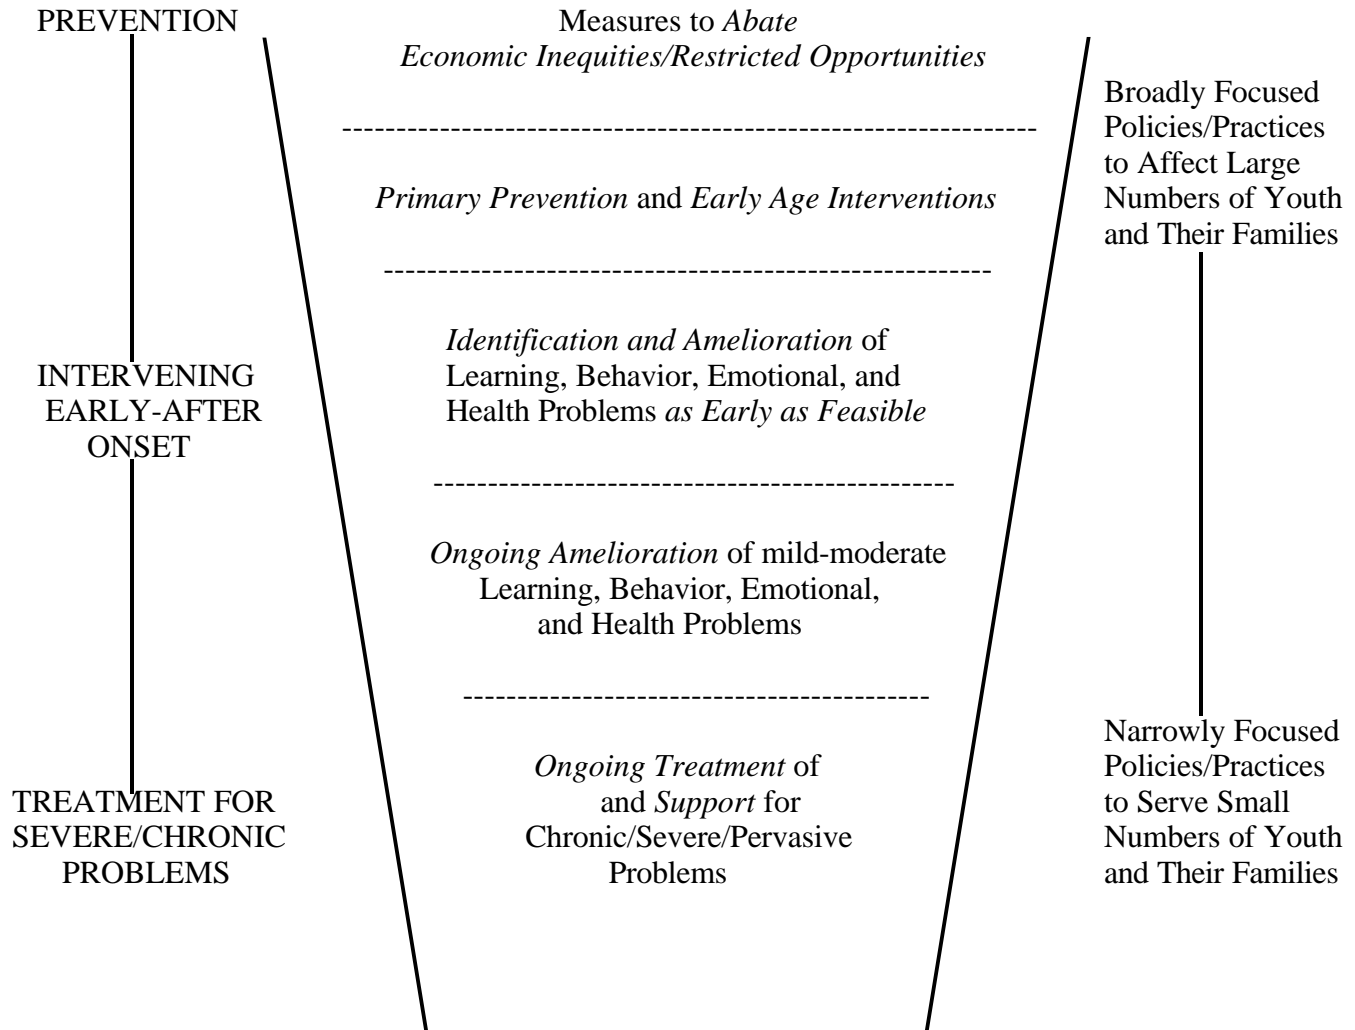 PREVENTION
Measures to Abate
Economic Inequities/Restricted Opportunities
Broadly Focused
Policies/Practices
to Affect Large
Numbers of Youth
and Their Families
Primary Prevention and Early Age Interventions
INTERVENING
EARLY-AFTER
ONSET
Identification and Amelioration of
Learning, Behavior, Emotional, and
Health Problems as Early as Feasible
Ongoing Amelioration of mild-moderate
Learning, Behavior, Emotional,
and Health Problems
TREATMENT FOR
SEVERE/CHRONIC
PROBLEMS
Ongoing Treatment of
and Support for
Chronic/Severe/Pervasive
Problems
Narrowly Focused
Policies/Practices
to Serve Small
Numbers of Youth
and Their Families